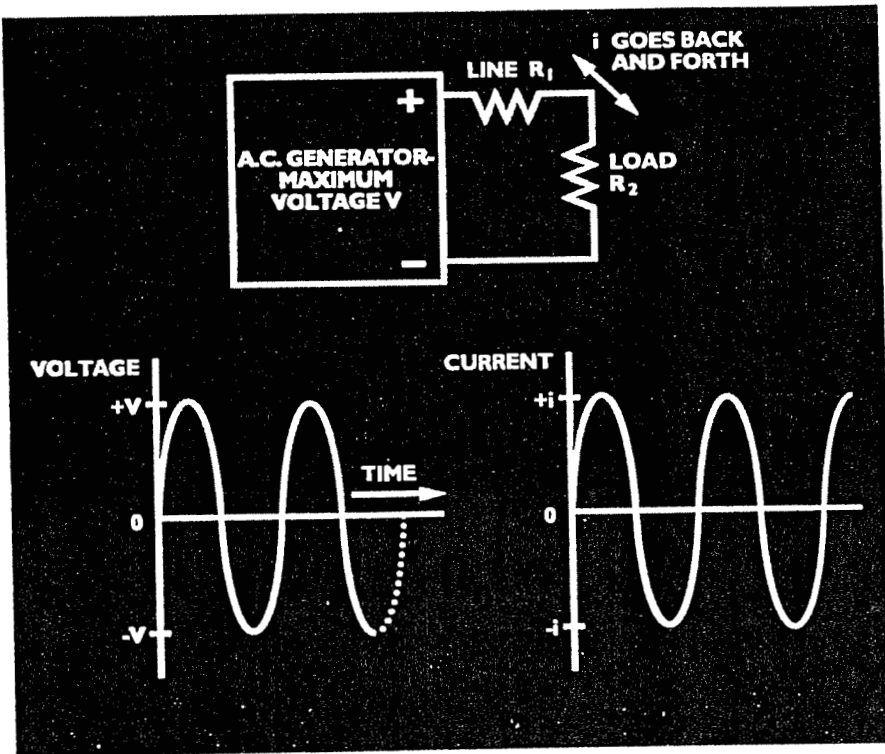 i GOES BACK
AND FORTH
LINE R₁
+
A.C. GENERATOR-
MAXIMUM
VOLTAGE V
LOAD
R₂
−
VOLTAGE
+V
TIME
0
-V
CURRENT
+i
0
-i